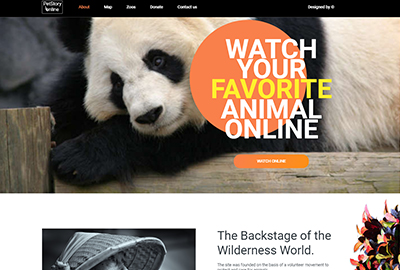 PetStory
online
About
Map
Zoos
Donate
Contact us
Designed by ©
WATCH
YOUR
FAVORITE
ANIMAL
ONLINE
WATCH ONLINE
The Backstage of the
Wilderness World.
The site was founded on the basis of a volunteer movement to